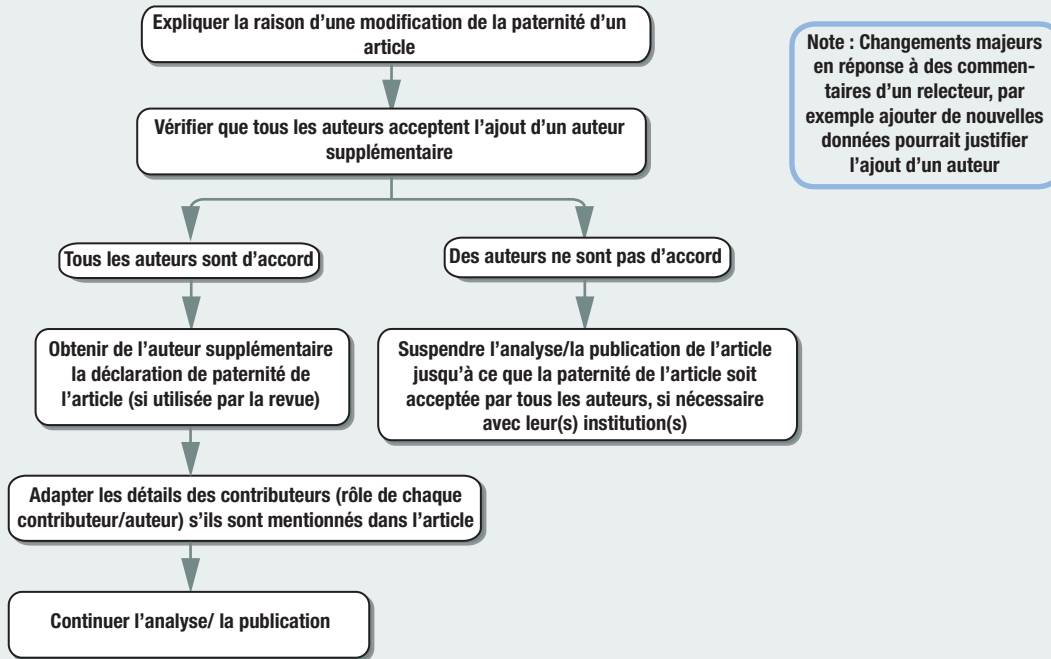 Expliquer la raison d’une modification de la paternité d’un
article
Note : Changements majeurs
en réponse à des commen-
taires d’un relecteur, par
exemple ajouter de nouvelles
données pourrait justifier
l’ajout d’un auteur
Vérifier que tous les auteurs acceptent l’ajout d’un auteur
supplémentaire
Tous les auteurs sont d’accord
Des auteurs ne sont pas d’accord
Obtenir de l’auteur supplémentaire
la déclaration de paternité de
l’article (si utilisée par la revue)
Suspendre l’analyse/la publication de l’article
jusqu’à ce que la paternité de l’article soit
acceptée par tous les auteurs, si nécessaire
avec leur(s) institution(s)
Adapter les détails des contributeurs (rôle de chaque
contributeur/auteur) s’ils sont mentionnés dans l’article
Continuer l’analyse/ la publication